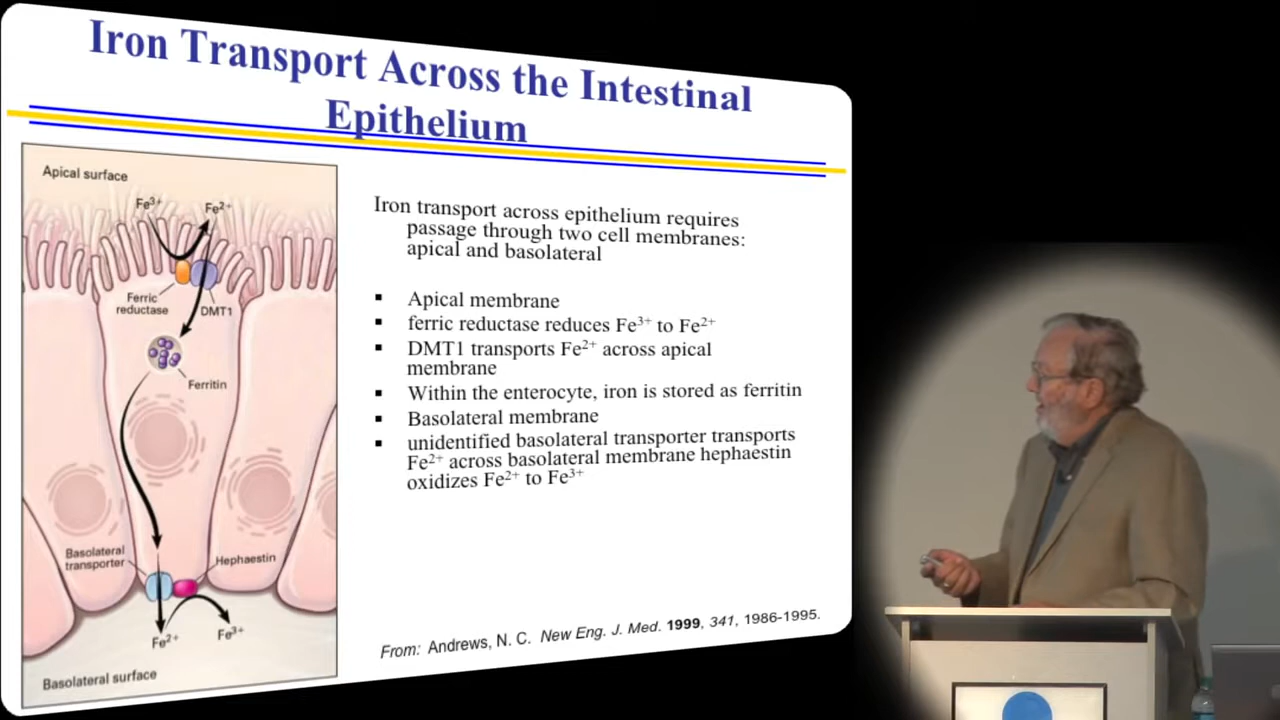 Iron Transport Across the Intestinal
Epithelium
Apical surface
Fe³⁺
Fe²⁺
Ferric
reductase
DMT1
Ferritin
Basolateral
transporter
Hephaestin
Fe²⁺
Fe³⁺
Basolateral surface
Iron transport across epithelium requires
passage through two cell membranes:
apical and basolateral
▪ Apical membrane
▪ ferric reductase reduces Fe³⁺ to Fe²⁺
▪ DMT1 transports Fe²⁺ across apical
membrane
▪ Within the enterocyte, iron is stored as ferritin
▪ Basolateral membrane
▪ unidentified basolateral transporter transports
Fe²⁺ across basolateral membrane hephaestin
oxidizes Fe²⁺ to Fe³⁺
From: Andrews, N. C. New Eng. J. Med. 1999, 341, 1986-1995.